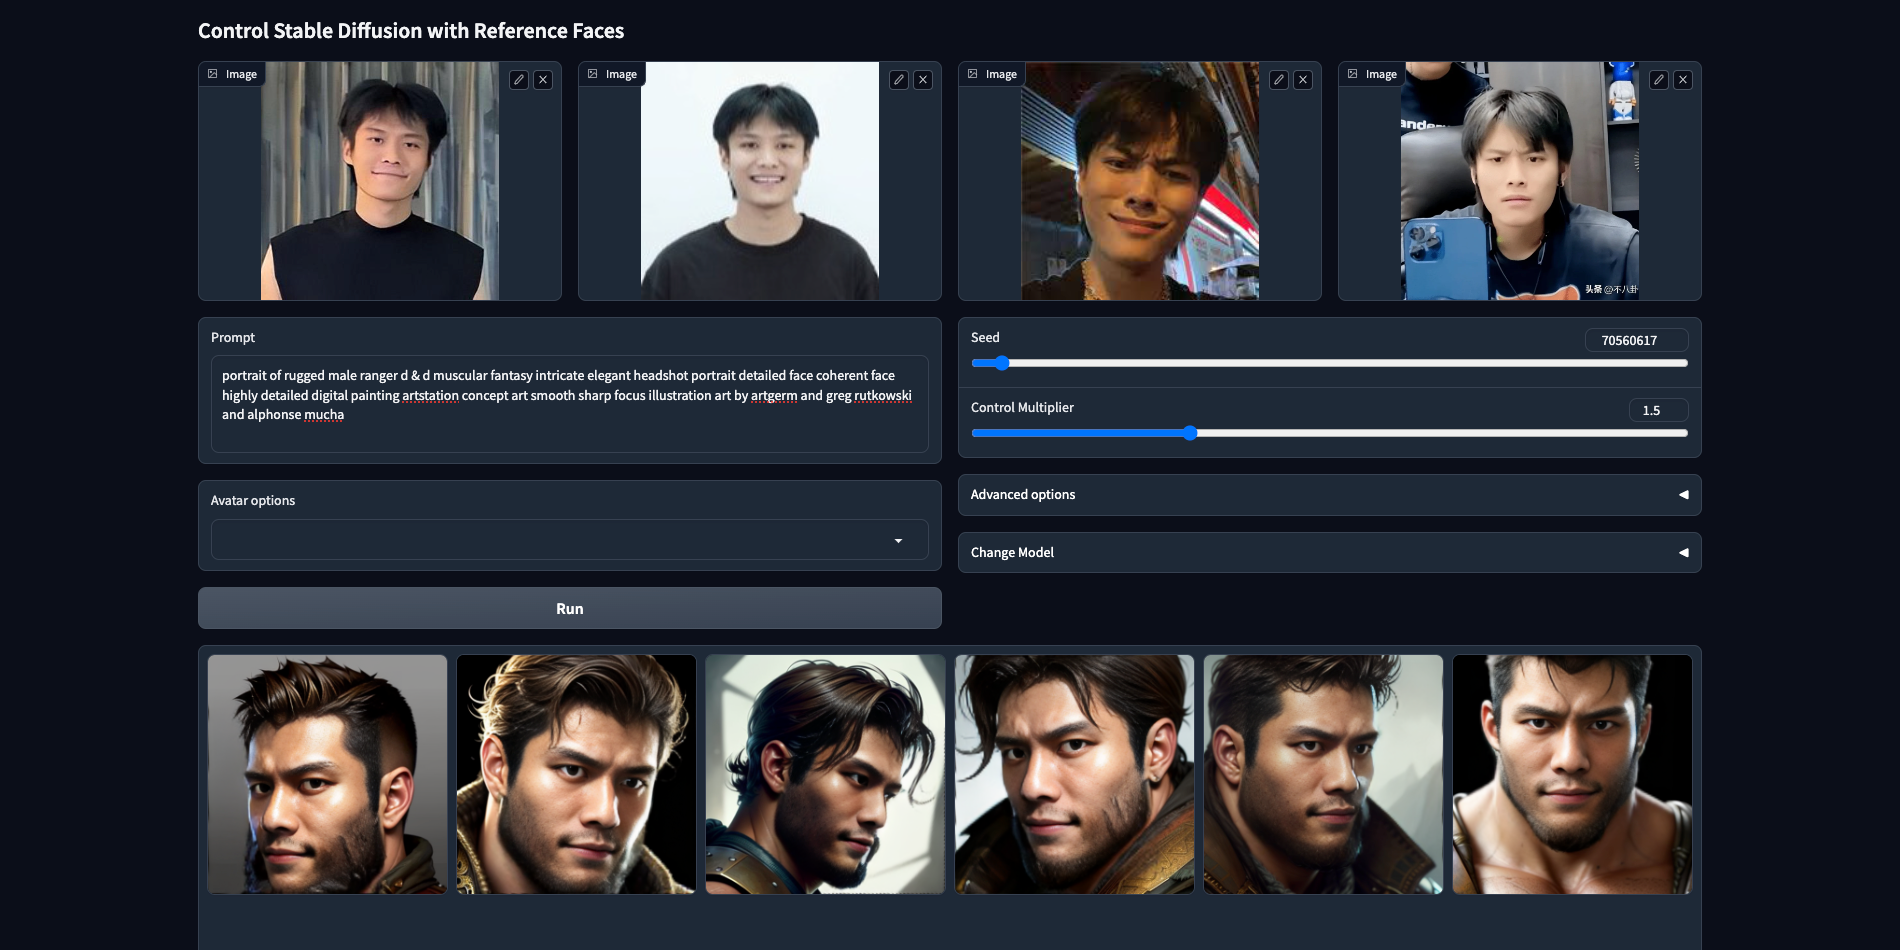 Control Stable Diffusion with Reference Faces
Image
Image
Image
Image
ande
头条 @不八卦
Prompt
portrait of rugged male ranger d & d muscular fantasy intricate elegant headshot portrait detailed face coherent face
highly detailed digital painting artstation concept art smooth sharp focus illustration art by artgerm and greg rutkowski
and alphonse mucha
Seed
70560617
Control Multiplier
1.5
Avatar options
Advanced options
Change Model
Run